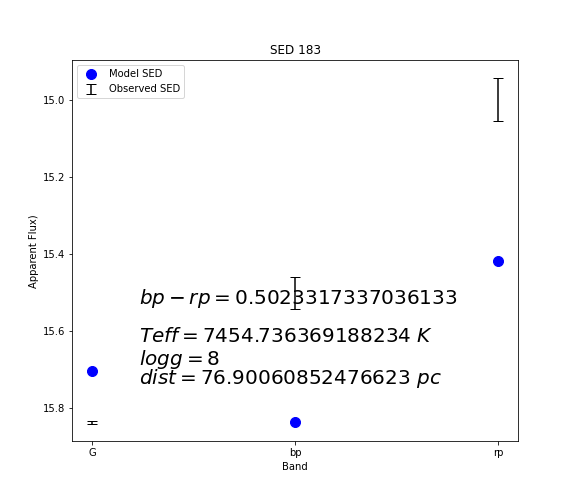 SED 183
Model SED
Observed SED
15.0
15.2
15.4
15.6
15.8
Apparent Flux)
bp − rp = 0.5023317337036133
Teff = 7454.736369188234 K
logg = 8
dist = 76.90060852476623 pc
G bp rp
Band